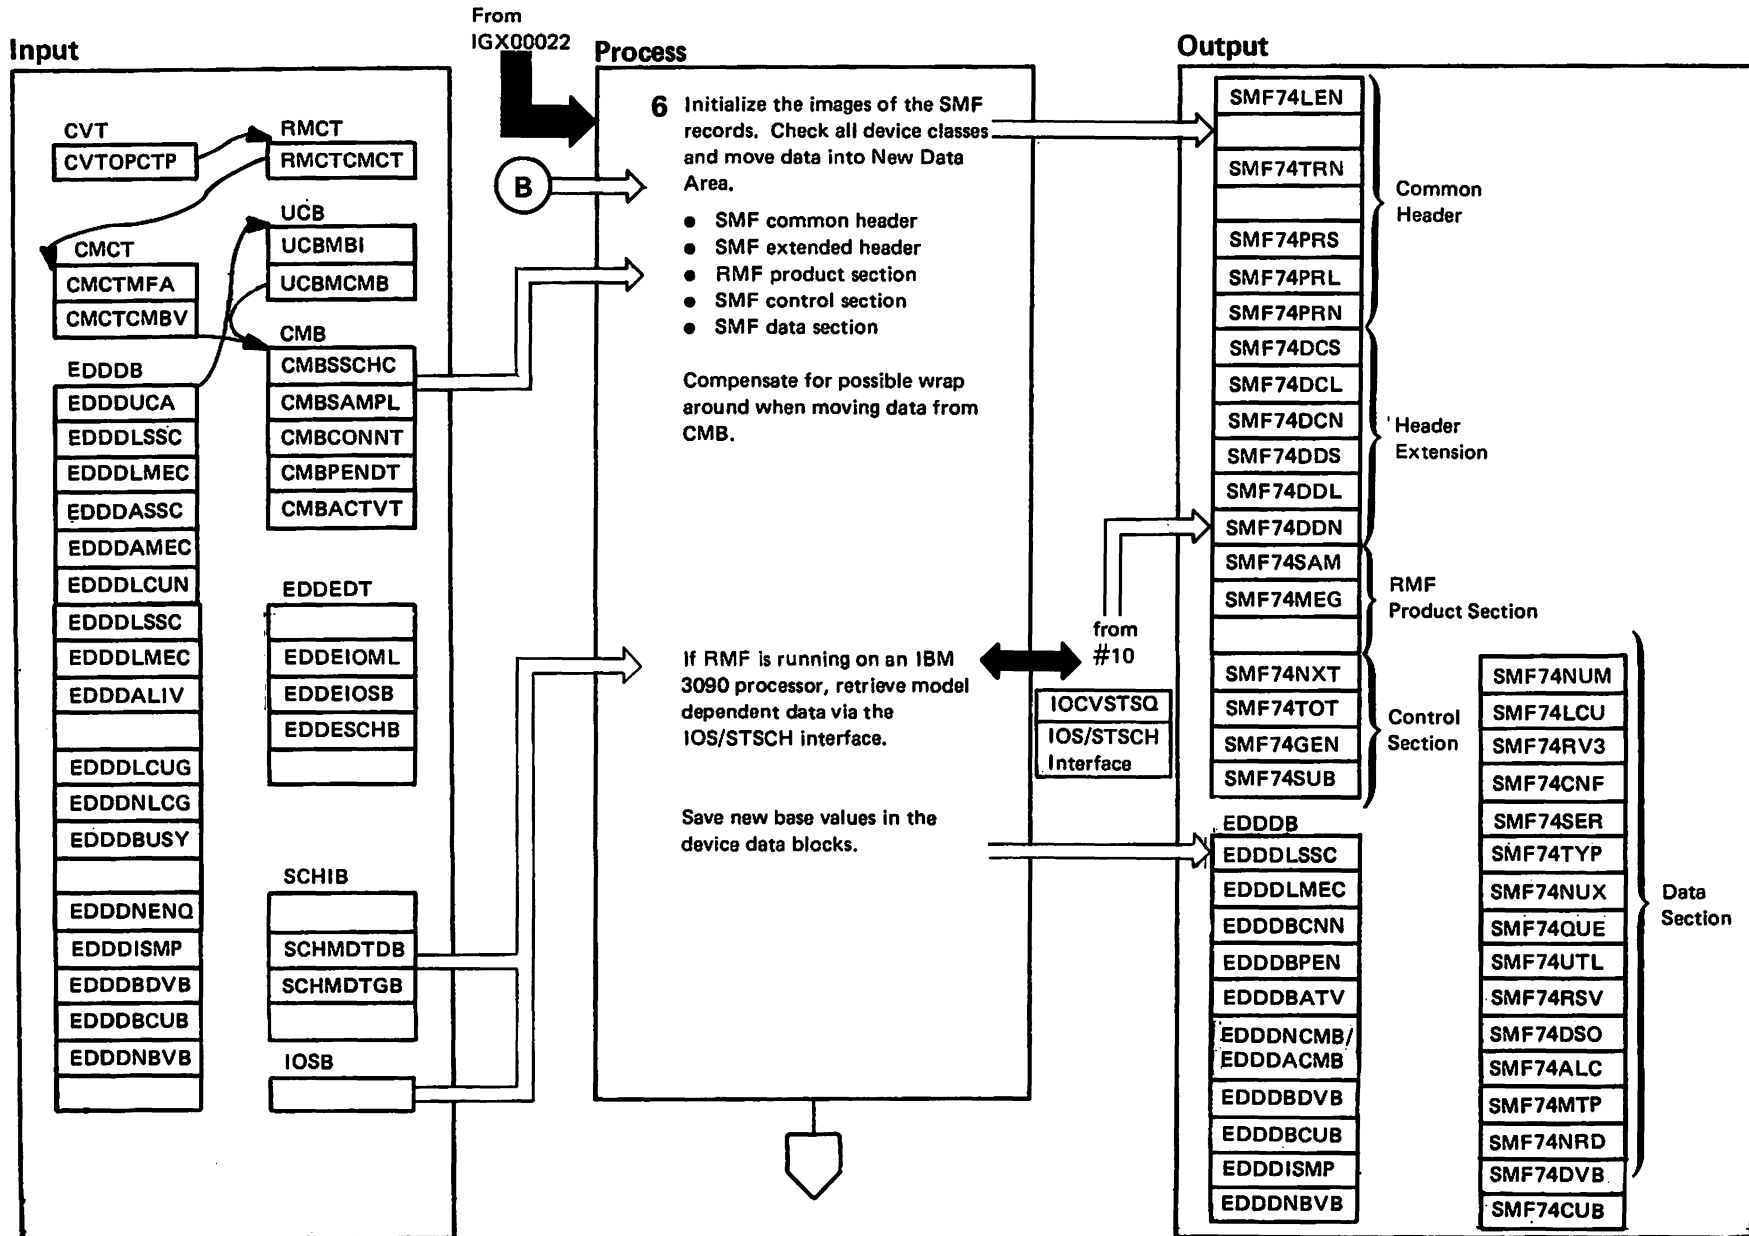 From
IGX00022
Input
Process
Output
CVT
CVTOPCTP
RMCT
RMCTCMCT
UCB
UCBMBI
UCBMCMB
CMCT
CMCTMFA
CMCTCMBV
CMB
CMBSSCHC
CMBSAMPL
CMBCONNT
CMBPENDT
CMBACTVT
EDDDB
EDDDUCA
EDDDLSSC
EDDDLMEC
EDDDASSC
EDDDAMEC
EDDDLCUN
EDDDLSSC
EDDDLMEC
EDDDALIV
EDDDLCUG
EDDDNLCG
EDDDBUSY
EDDDNENQ
EDDDISMP
EDDDBDVB
EDDDBCUB
EDDDNBVB
EDDEDT
EDDEIOML
EDDEIOSB
EDDESCHB
SCHIB
SCHMDTDB
SCHMDTGB
IOSB
B
6 Initialize the images of the SMF
records. Check all device classes
and move data into New Data
Area.
● SMF common header
● SMF extended header
● RMF product section
● SMF control section
● SMF data section
Compensate for possible wrap
around when moving data from
CMB.
If RMF is running on an IBM
3090 processor, retrieve model
dependent data via the
IOS/STSCH interface.
Save new base values in the
device data blocks.
from
#10
IOCVSTSQ
IOS/STSCH
Interface
SMF74LEN
SMF74TRN
SMF74PRS
SMF74PRL
SMF74PRN
Common
Header
SMF74DCS
SMF74DCL
SMF74DCN
SMF74DDS
SMF74DDL
SMF74DDN
Header
Extension
SMF74SAM
SMF74MEG
RMF
Product Section
SMF74NXT
SMF74TOT
SMF74GEN
SMF74SUB
Control
Section
EDDDB
EDDDLSSC
EDDDLMEC
EDDDBCNN
EDDDBPEN
EDDDBATV
EDDDNCMB/
EDDDACMB
EDDDBDVB
EDDDBCUB
EDDDISMP
EDDDNBVB
SMF74NUM
SMF74LCU
SMF74RV3
SMF74CNF
SMF74SER
SMF74TYP
SMF74NUX
SMF74QUE
SMF74UTL
SMF74RSV
SMF74DSO
SMF74ALC
SMF74MTP
SMF74NRD
SMF74DVB
SMF74CUB
Data
Section